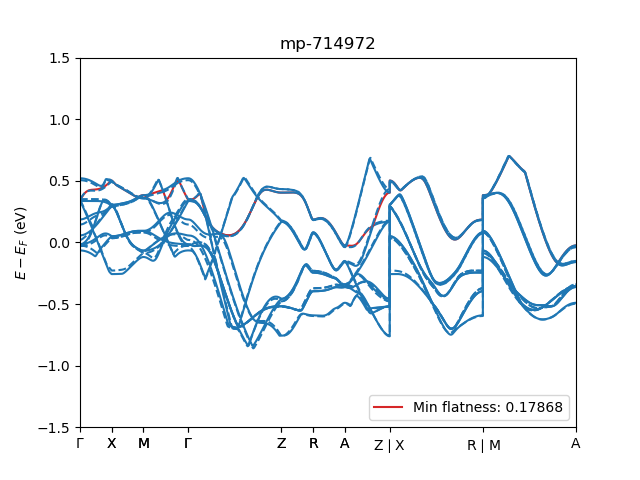 mp-714972
1.5
1.0
0.5
0.0
−0.5
−1.0
−1.5
E − E_F (eV)
Min flatness: 0.17868
Γ X M Γ Z R A Z | X R | M A